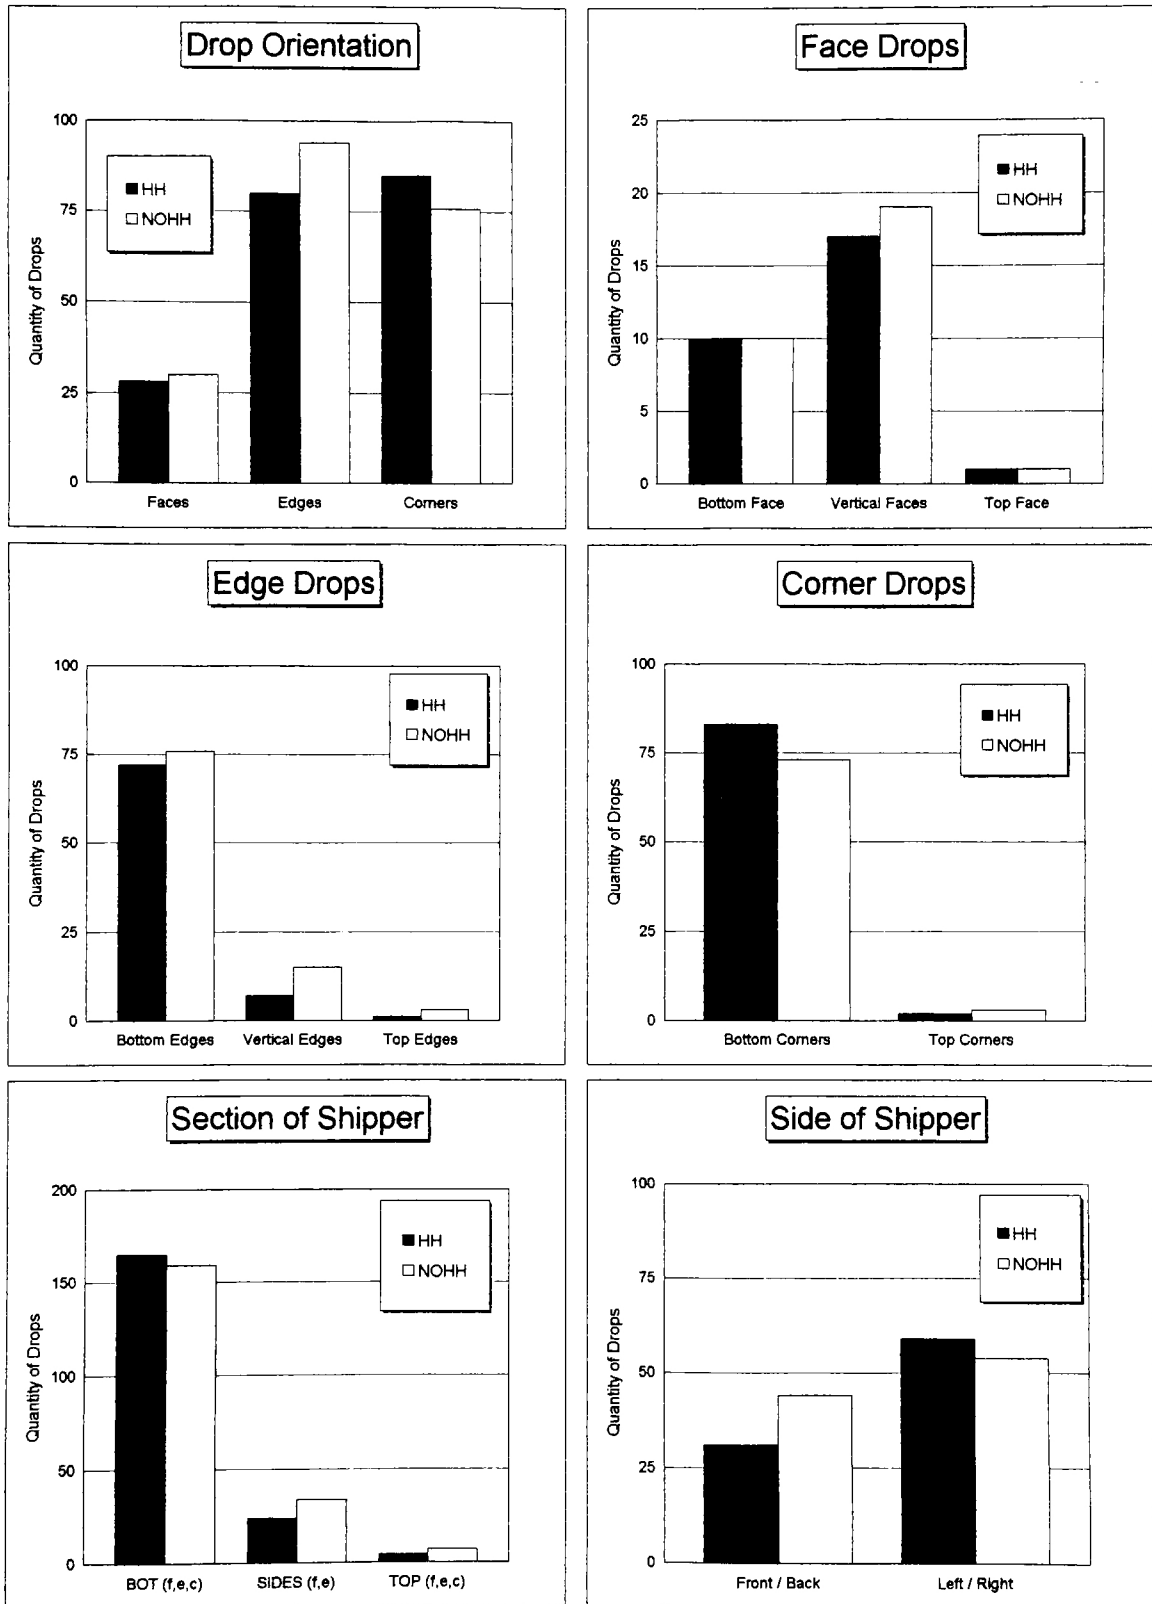 Drop Orientation
100
75
50
25
0
Quantity of Drops
HH
NOHH
Faces
Edges
Corners
Face Drops
25
20
15
10
5
0
Quantity of Drops
HH
NOHH
Bottom Face
Vertical Faces
Top Face
Edge Drops
100
75
50
25
0
Quantity of Drops
HH
NOHH
Bottom Edges
Vertical Edges
Top Edges
Corner Drops
100
75
50
25
0
Quantity of Drops
HH
NOHH
Bottom Corners
Top Corners
Section of Shipper
200
150
100
50
0
Quantity of Drops
HH
NOHH
BOT (f,e,c)
SIDES (f,e)
TOP (f,e,c)
Side of Shipper
100
75
50
25
0
Quantity of Drops
HH
NOHH
Front / Back
Left / Right